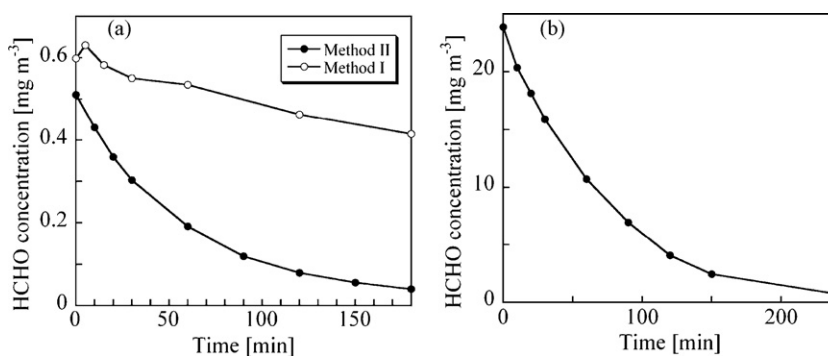 (a)
Method II
Method I
HCHO concentration [mg m⁻³]
0.6
0.4
0.2
0
0 50 100 150
Time [min]
(b)
HCHO concentration [mg m⁻³]
20
10
0
0 100 200
Time [min]